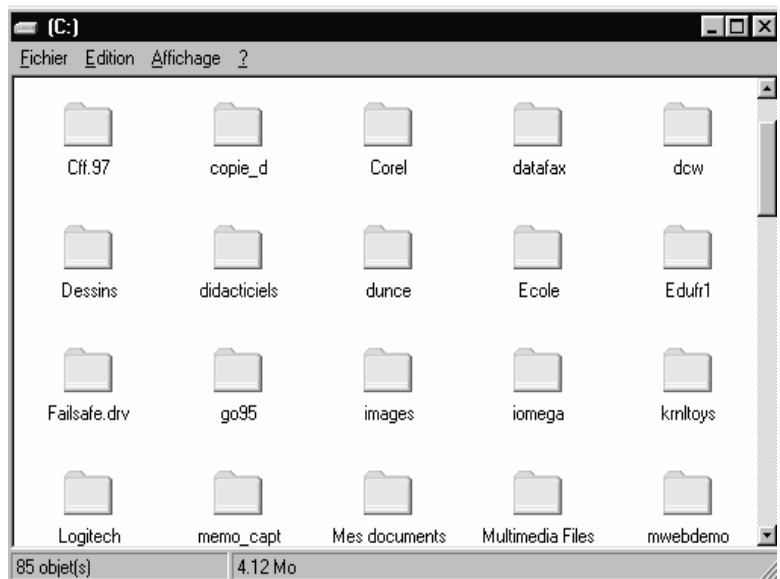 (C:)
Fichier Edition Affichage ?
Cff.97 copie_d Corel datafax dcw
Dessins didacticiels dunce Ecole Edufr1
Failsafe.drv go95 images iomega krnltoys
Logitech memo_capt Mes documents Multimedia Files mwebdemo
85 objet(s) 4.12 Mo